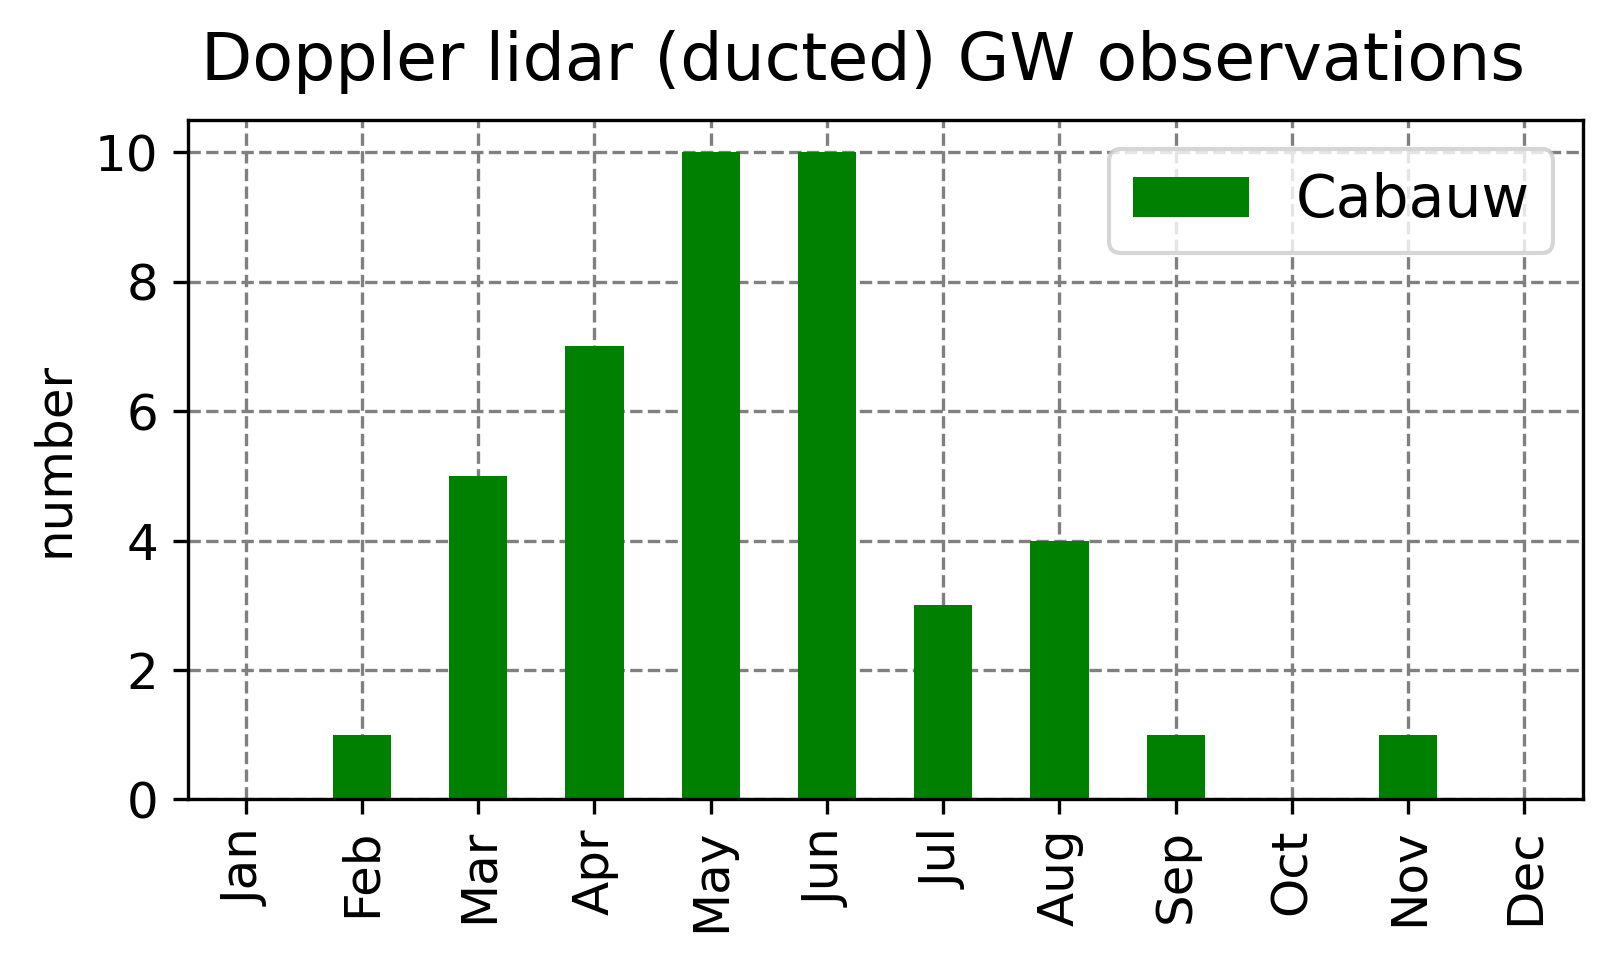 Doppler lidar (ducted) GW observations
Cabauw
number
10
8
6
4
2
0
Jan Feb Mar Apr May Jun Jul Aug Sep Oct Nov Dec